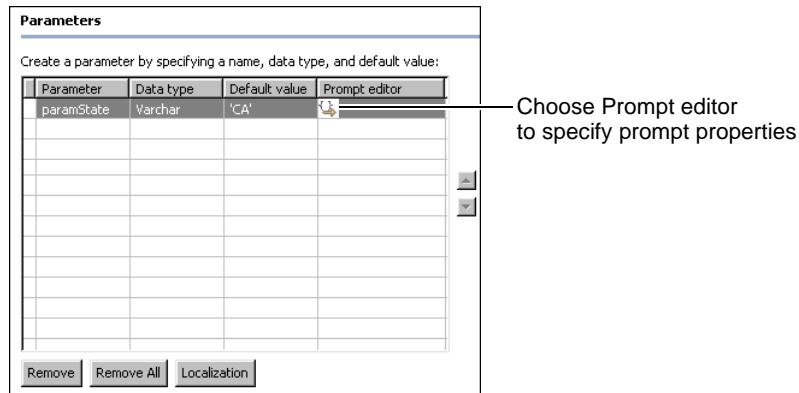 Parameters
Create a parameter by specifying a name, data type, and default value:
Parameter Data type Default value Prompt editor
paramState Varchar 'CA'
Choose Prompt editor
to specify prompt properties
Remove Remove All Localization